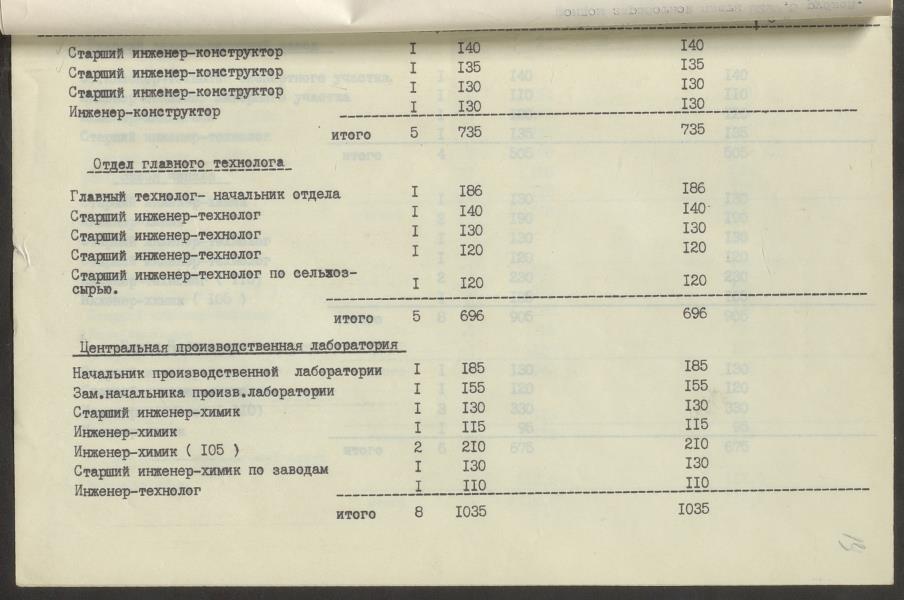 Старший инженер-конструктор I I40 I40
Старший инженер-конструктор I I35 I35
Старший инженер-конструктор I I30 I30
Инженер-конструктор I I30 I30
итого 5 735 735
Отдел главного технолога
Главный технолог- начальник отдела I I86 I86
Старший инженер-технолог I I40 I40
Старший инженер-технолог I I30 I30
Старший инженер-технолог I I20 I20
Старший инженер-технолог по сельхоз-
сырью. I I20 I20
итого 5 696 696
Центральная производственная лаборатория
Начальник производственной лаборатории I I85 I85
Зам.начальника произв.лаборатории I I55 I55
Старший инженер-химик I I30 I30
Инженер-химик I II5 II5
Инженер-химик ( I05 ) 2 2I0 2I0
Старший инженер-химик по заводам I I30 I30
Инженер-технолог I II0 II0
итого 8 I035 I035